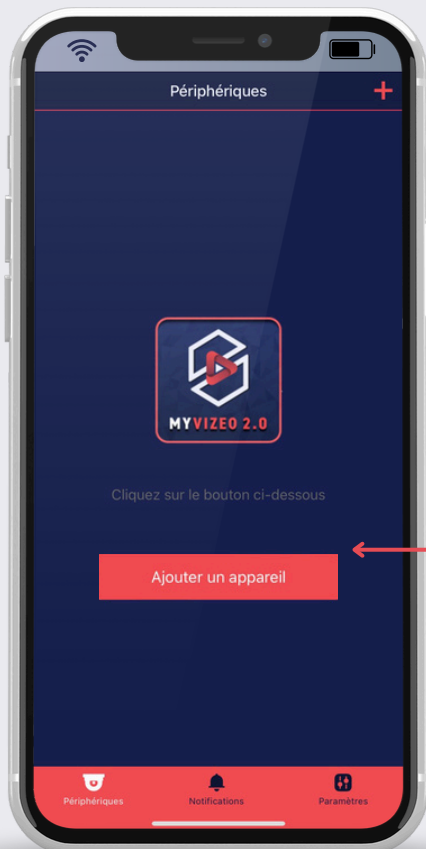 Périphériques
MYVIZEO 2.0
Cliquez sur le bouton ci-dessous
Ajouter un appareil
Périphériques
Notifications
Paramètres